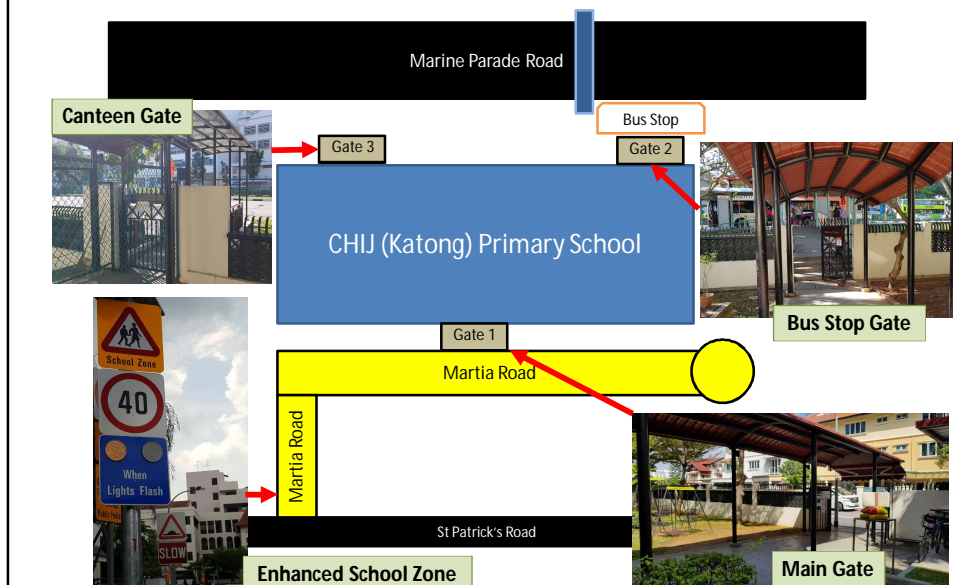 Marine Parade Road
Canteen Gate
Bus Stop
Gate 3
Gate 2
CHIJ (Katong) Primary School
Bus Stop Gate
Gate 1
Martia Road
School Zone
40
When
Lights Flash
SLOW
Martia Road
St Patrick's Road
Enhanced School Zone
Main Gate